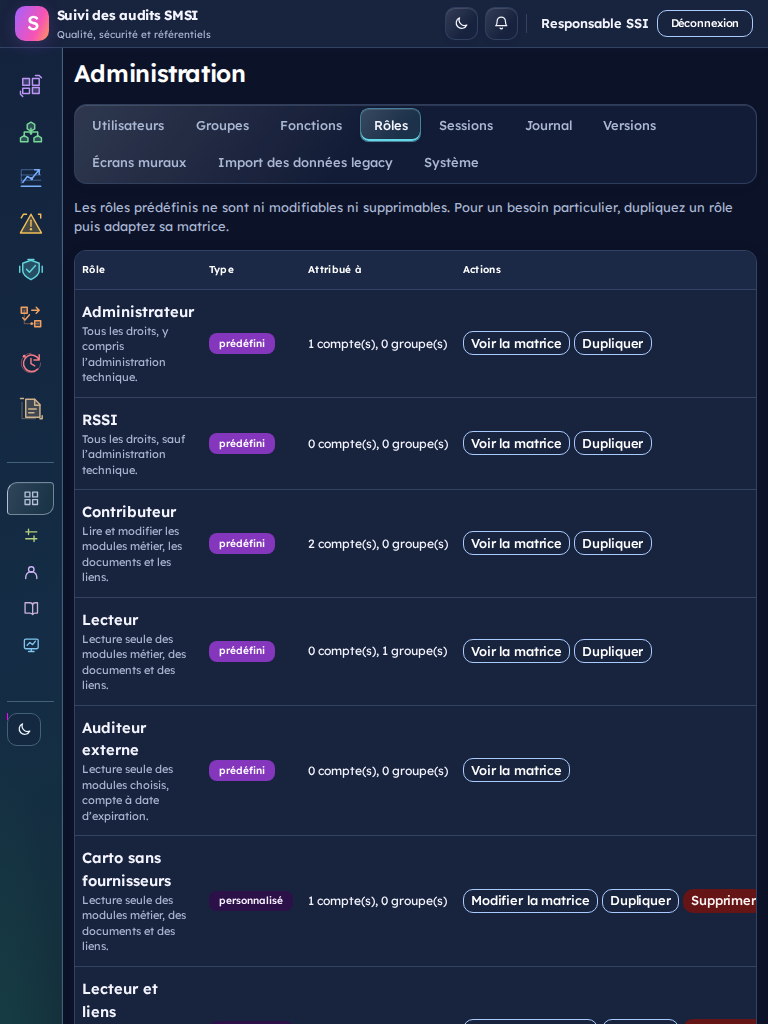 S
Suivi des audits SMSI
Qualité, sécurité et référentiels
Responsable SSI
Déconnexion
Administration
Utilisateurs
Groupes
Fonctions
Rôles
Sessions
Journal
Versions
Écrans muraux
Import des données legacy
Système
Les rôles prédéfinis ne sont ni modifiables ni supprimables. Pour un besoin particulier, dupliquez un rôle
puis adaptez sa matrice.
Rôle
Type
Attribué à
Actions
Administrateur
Tous les droits, y
compris
l'administration
technique.
prédéfini
1 compte(s), 0 groupe(s)
Voir la matrice
Dupliquer
RSSI
Tous les droits, sauf
l'administration
technique.
prédéfini
0 compte(s), 0 groupe(s)
Voir la matrice
Dupliquer
Contributeur
Lire et modifier les
modules métier, les
documents et les
liens.
prédéfini
2 compte(s), 0 groupe(s)
Voir la matrice
Dupliquer
Lecteur
Lecture seule des
modules métier, des
documents et des
liens.
prédéfini
0 compte(s), 1 groupe(s)
Voir la matrice
Dupliquer
Auditeur
externe
Lecture seule des
modules choisis,
compte à date
d'expiration.
prédéfini
0 compte(s), 0 groupe(s)
Voir la matrice
Carto sans
fournisseurs
Lecture seule des
modules métier, des
documents et des
liens.
personnalisé
1 compte(s), 0 groupe(s)
Modifier la matrice
Dupliquer
Supprimer
Lecteur et
liens